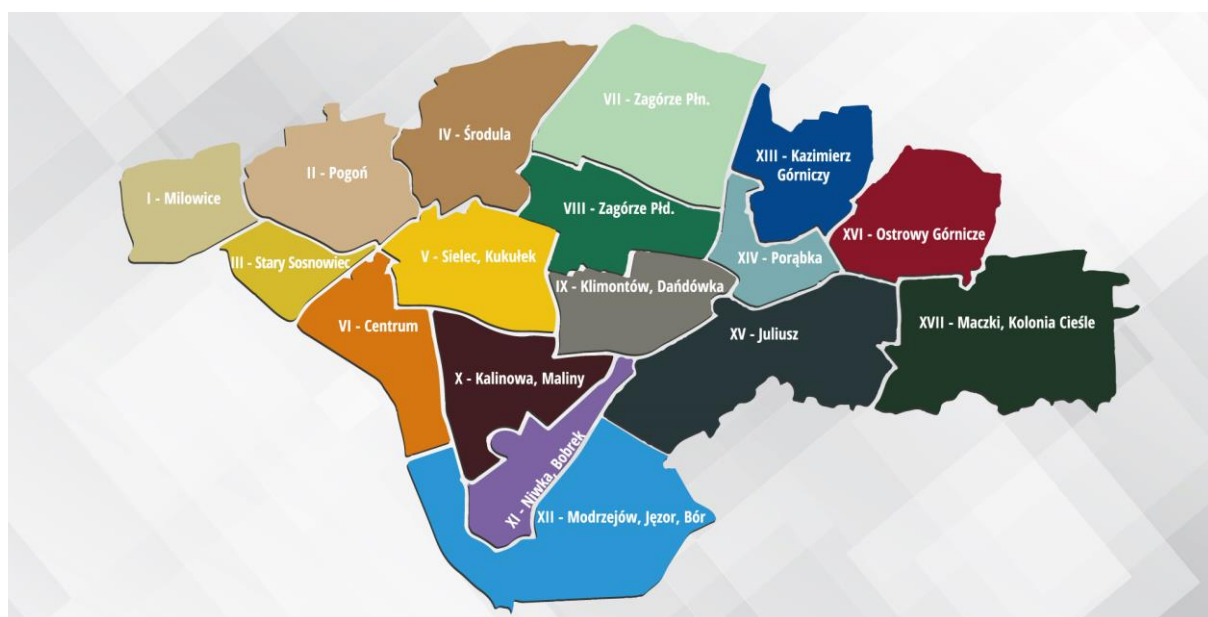 VII - Zagórze Płn.
IV - Środula
XIII - Kazimierz
Górniczy
II - Pogoń
I - Milowice
VIII - Zagórze Płd.
XVI - Ostrowy Górnicze
III - Stary Sosnowiec
V - Sielec, Kukułek
XIV - Porąbka
IX - Klimontów, Dańdówka
VI - Centrum
XV - Juliusz
XVII - Maczki, Kolonia Cieśle
X - Kalinowa, Maliny
XI - Niwka, Bobrek
XII - Modrzejów, Jęzor, Bór